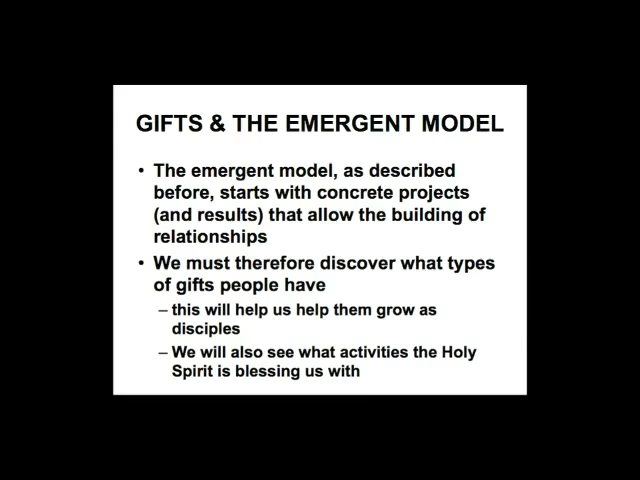 GIFTS & THE EMERGENT MODEL
• The emergent model, as described
before, starts with concrete projects
(and results) that allow the building of
relationships
• We must therefore discover what types
of gifts people have
– this will help us help them grow as
disciples
– We will also see what activities the Holy
Spirit is blessing us with